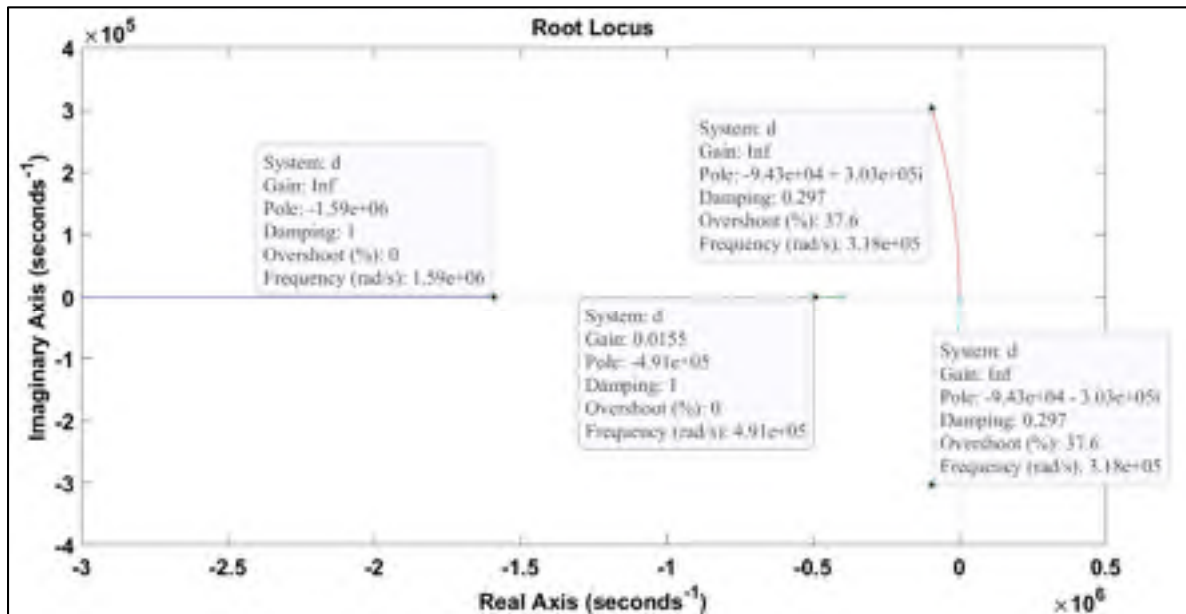 Root Locus
×10⁵
4
3
2
1
0
-1
-2
-3
-4
Imaginary Axis (seconds⁻¹)
System: d
Gain: Inf
Pole: -1.59e+06
Damping: 1
Overshoot (%): 0
Frequency (rad/s): 1.59e+06
System: d
Gain: Inf
Pole: -9.43e+04 + 3.03e+05i
Damping: 0.297
Overshoot (%): 37.6
Frequency (rad/s): 3.18e+05
System: d
Gain: 0.0155
Pole: -4.91e+05
Damping: 1
Overshoot (%): 0
Frequency (rad/s): 4.91e+05
System: d
Gain: Inf
Pole: -9.43e+04 - 3.03e+05i
Damping: 0.297
Overshoot (%): 37.6
Frequency (rad/s): 3.18e+05
-3 -2.5 -2 -1.5 -1 -0.5 0 0.5
Real Axis (seconds⁻¹)
×10⁶